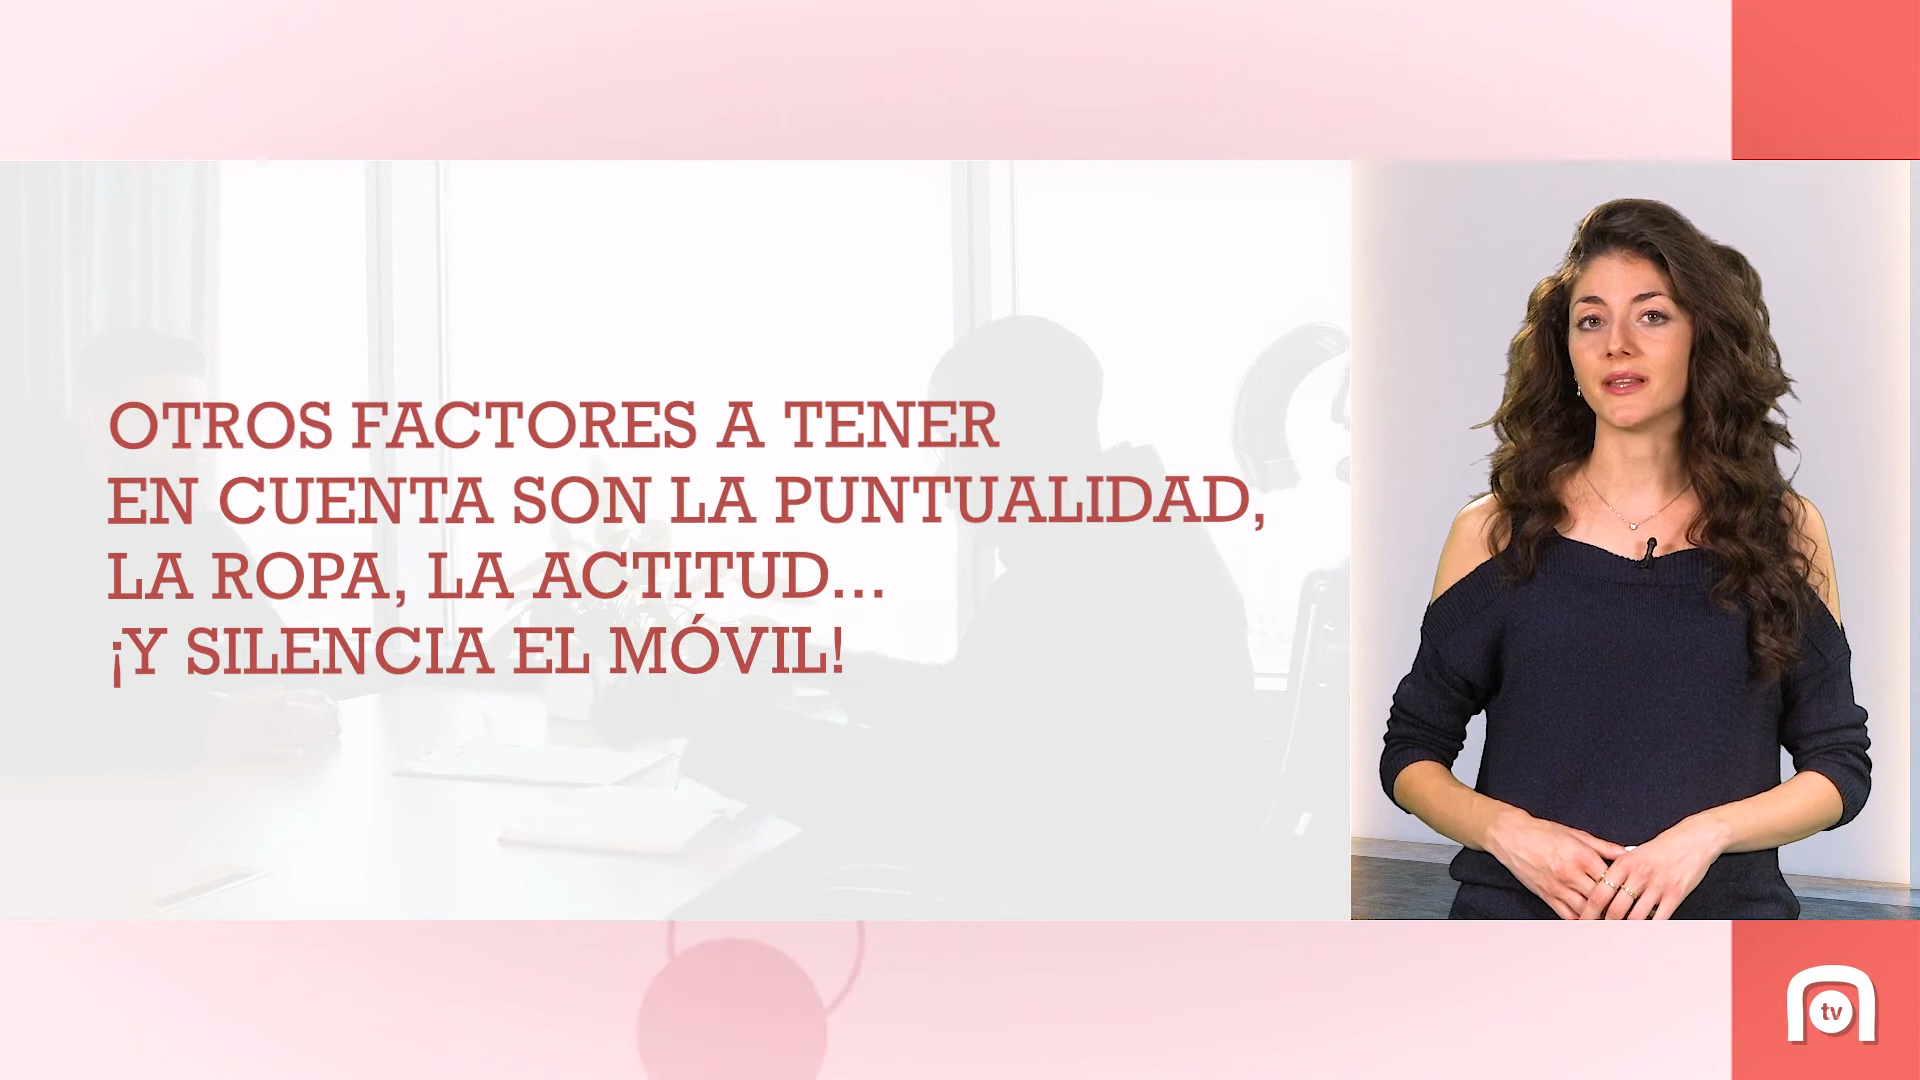 OTROS FACTORES A TENER
EN CUENTA SON LA PUNTUALIDAD,
LA ROPA, LA ACTITUD...
¡Y SILENCIA EL MÓVIL!
tv